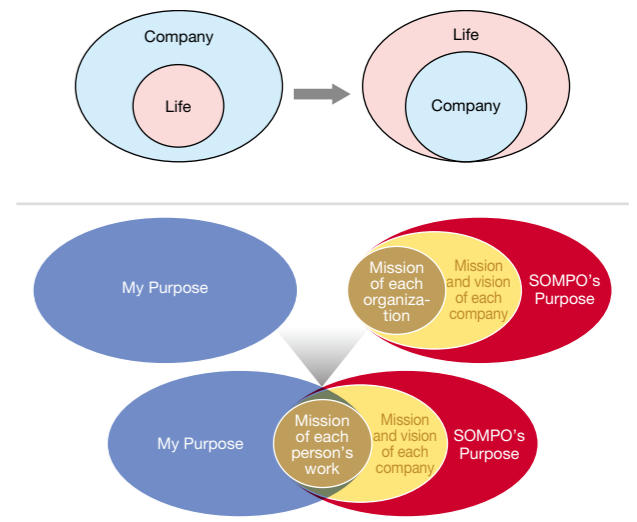 Company
Life
Life
Company
My Purpose
Mission
of each
organiza-
tion
Mission
and vision
of each
company
SOMPO's
Purpose
My Purpose
Mission
of each
person's
work
Mission
and vision
of each
company
SOMPO's
Purpose